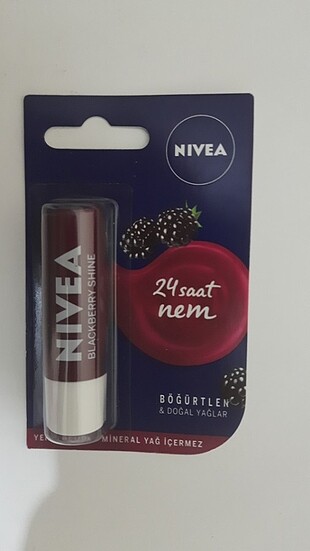 NIVEA
24 saat
nem
NIVEA
BLACKBERRY SHINE
BÖĞÜRTLEN
& DOĞAL YAĞLAR
MİNERAL YAĞ İÇERMEZ